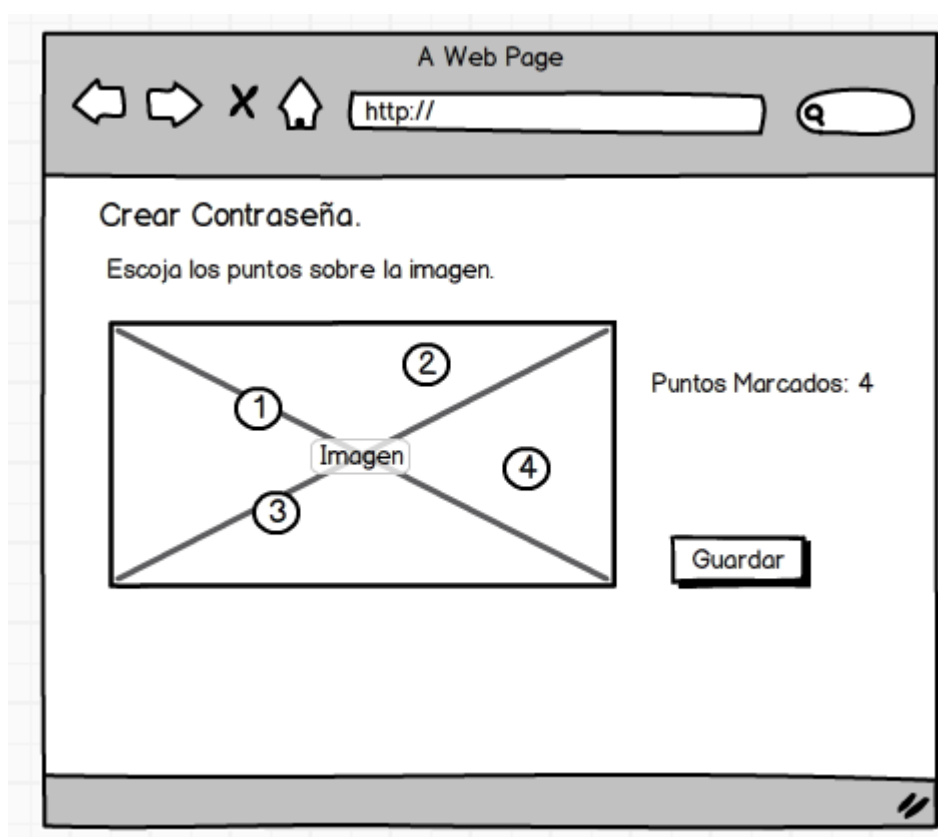 A Web Page
http://
Crear Contraseña.
Escoja los puntos sobre la imagen.
2
1
Puntos Marcados: 4
Imagen
4
3
Guardar